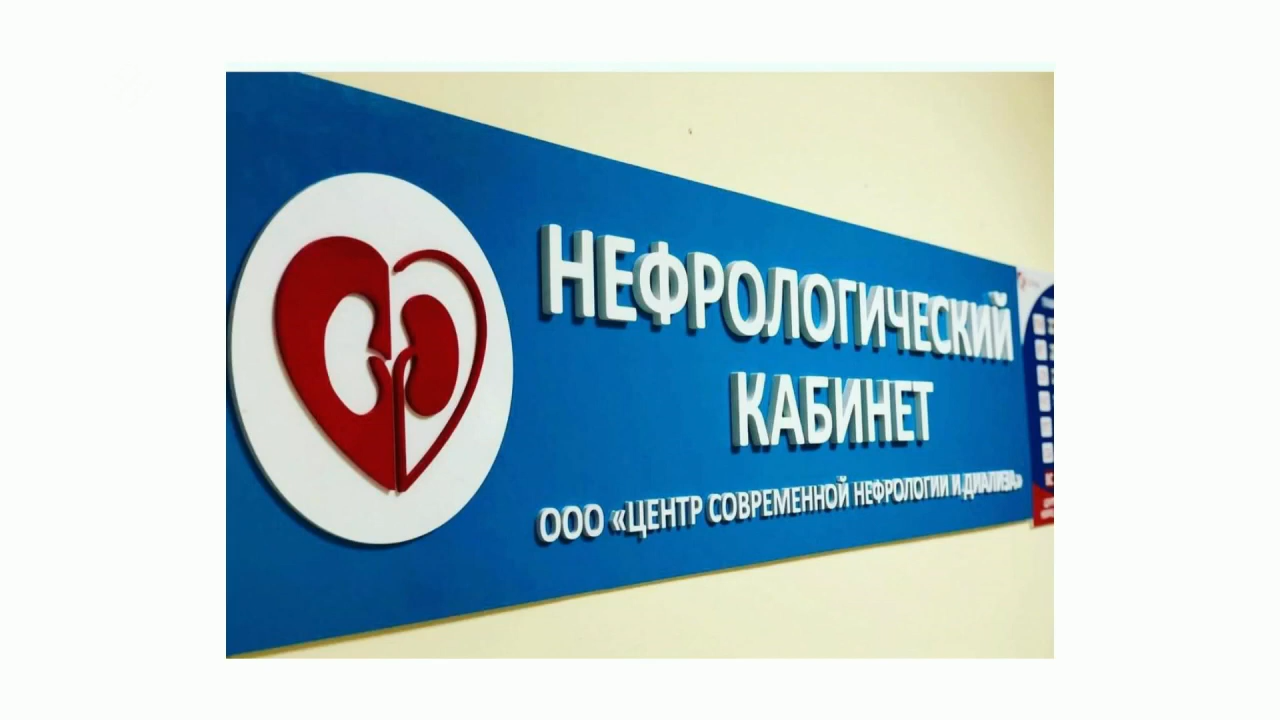 НЕФРОЛОГИЧЕСКИЙ
КАБИНЕТ
ООО «ЦЕНТР СОВРЕМЕННОЙ НЕФРОЛОГИИ И ДИАЛИЗА»